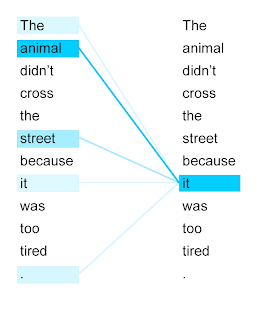 The
animal
didn't
cross
the
street
because
it
was
too
tired
.
The
animal
didn't
cross
the
street
because
it
was
too
tired
.